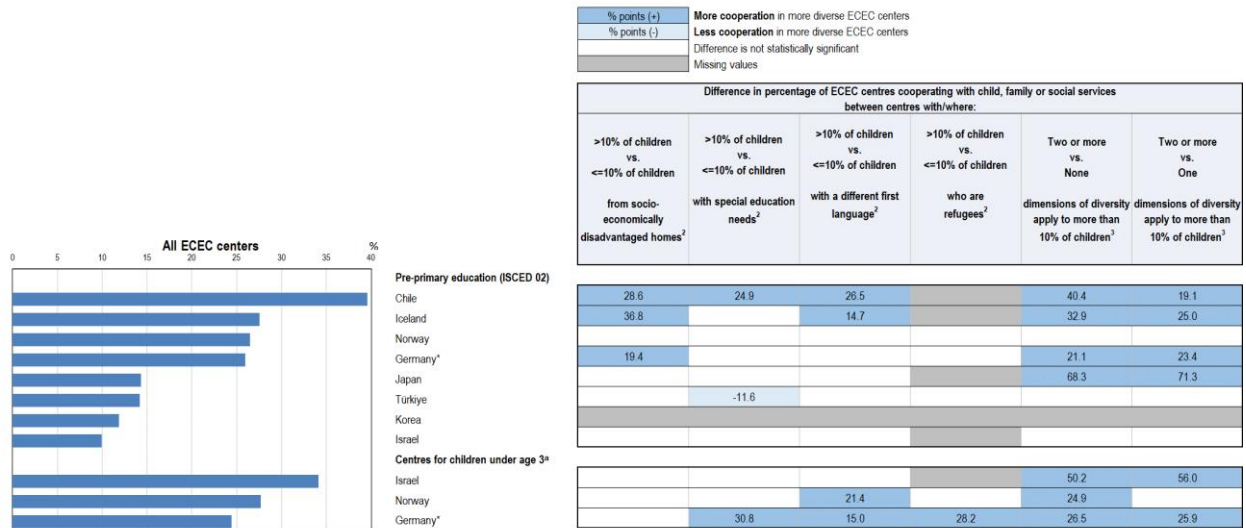 % points (+) More cooperation in more diverse ECEC centers
% points (-) Less cooperation in more diverse ECEC centers
Difference is not statistically significant
Missing values
Difference in percentage of ECEC centres cooperating with child, family or social services
between centres with/where:
>10% of children
vs.
<=10% of children
from socio-
economically
disadvantaged homes²
>10% of children
vs.
<=10% of children
with special education
needs²
>10% of children
vs.
<=10% of children
with a different first
language²
>10% of children
vs.
<=10% of children
who are
refugees²
Two or more
vs.
None
dimensions of diversity
apply to more than
10% of children³
Two or more
vs.
One
dimensions of diversity
apply to more than
10% of children³
All ECEC centers %
0 5 10 15 20 25 30 35 40
Pre-primary education (ISCED 02)
Chile 28.6 24.9 26.5 40.4 19.1
Iceland 36.8 14.7 32.9 25.0
Norway
Germany* 19.4 21.1 23.4
Japan 68.3 71.3
Türkiye -11.6
Korea
Israel
Centres for children under age 3ᵃ
Israel 50.2 56.0
Norway 21.4 24.9
Germany* 30.8 15.0 28.2 26.5 25.9